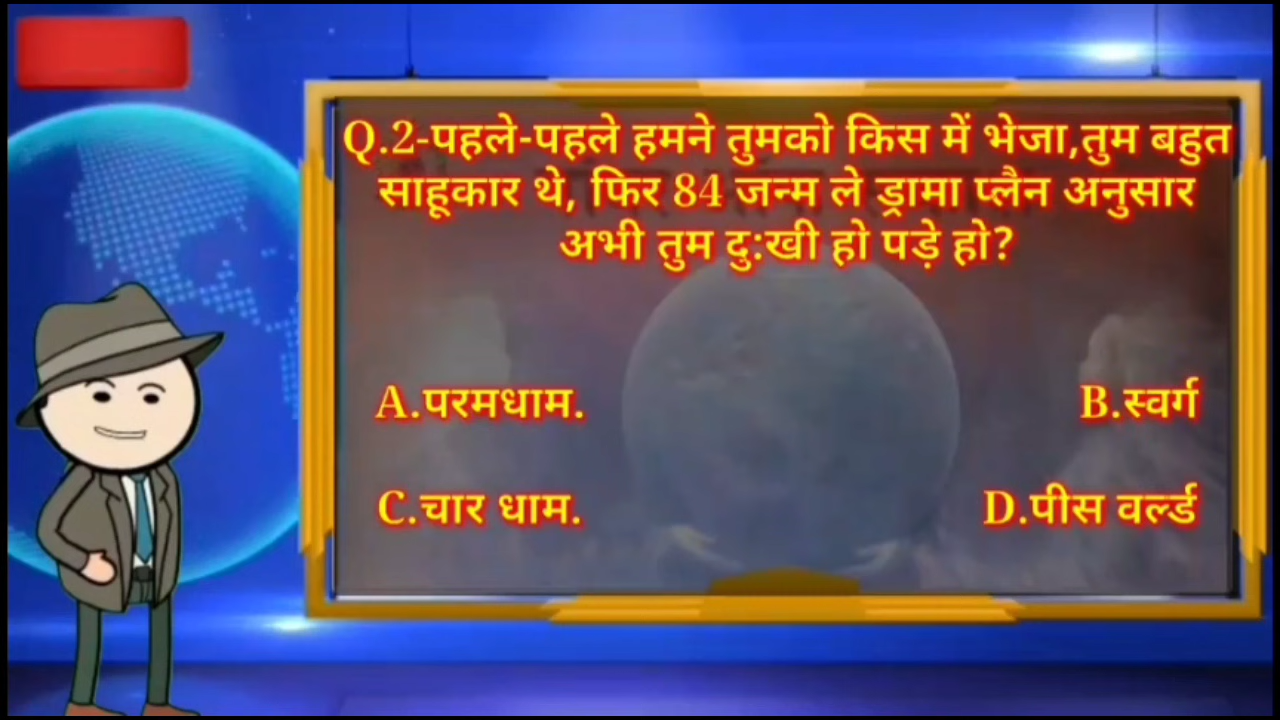 Q.2-पहले-पहले हमने तुमको किस में भेजा,तुम बहुत
साहूकार थे, फिर 84 जन्म ले ड्रामा प्लैन अनुसार
अभी तुम दु:खी हो पड़े हो?
A.परमधाम.
B.स्वर्ग
C.चार धाम.
D.पीस वर्ल्ड